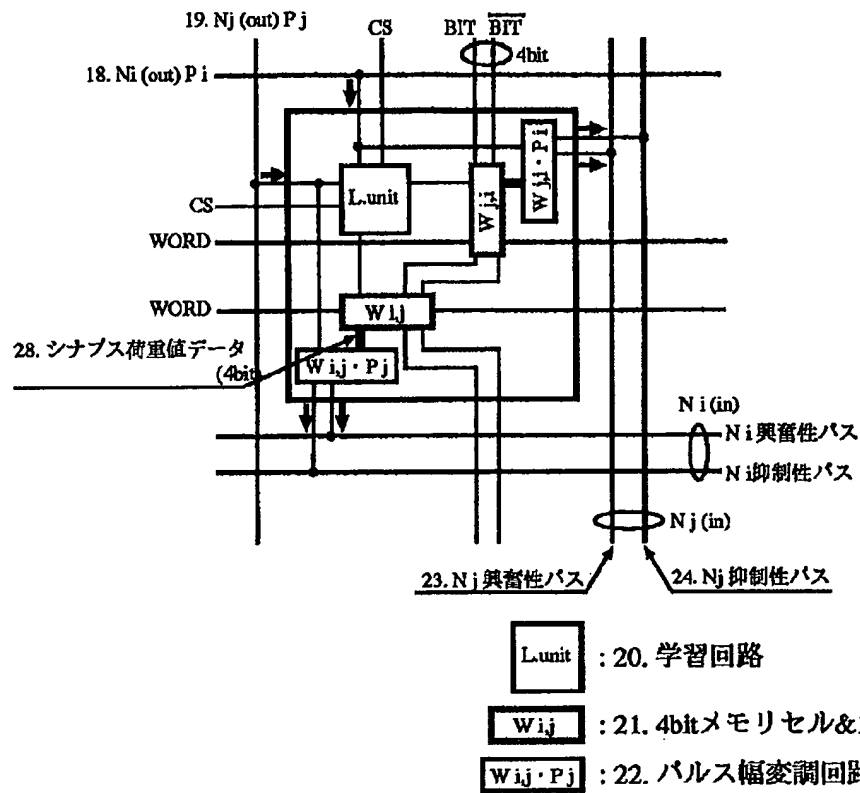 19. Nj (out) P j
CS
BIT
BIT
4bit
18. Ni (out) P i
L.unit
W j,i
W j,i · P i
CS
WORD
WORD
W i,j
28. シナプス荷重値データ
(4bit)
W i,j · P j
N i (in)
N i 興奮性パス
N i抑制性パス
N j (in)
23. N j 興奮性パス
24. Nj 抑制性パス
L.unit : 20. 学習回路
W i,j : 21. 4bitメモリセル&
W i,j · P j : 22. パルス幅変調回路